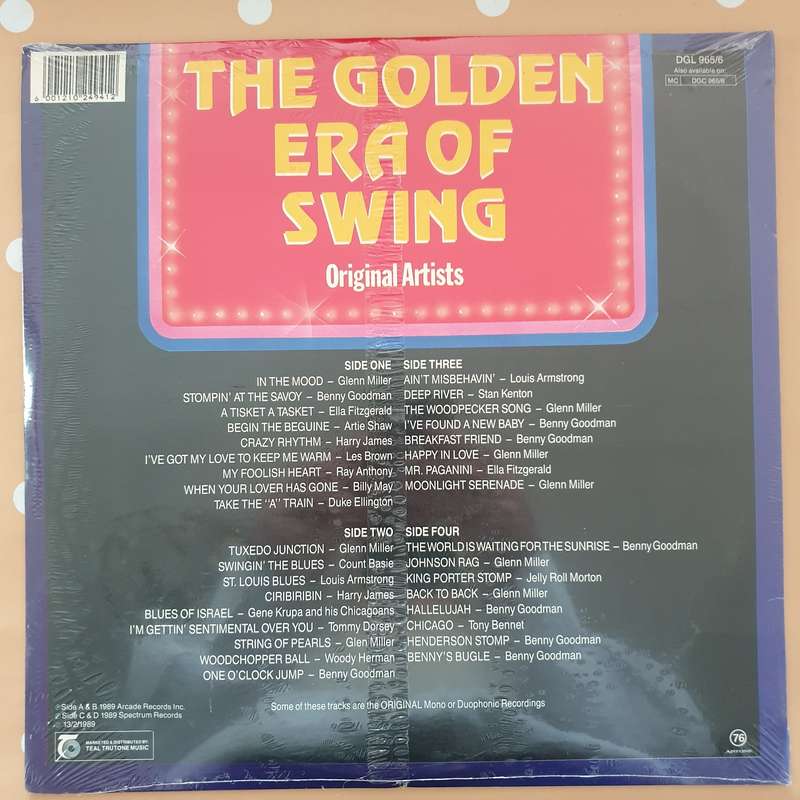 6 001210 249412
THE GOLDEN
ERA OF
SWING
Original Artists
DGL 965/6
Also available on:
MC DGC 965/6
SIDE ONE
IN THE MOOD – Glenn Miller
STOMPIN' AT THE SAVOY – Benny Goodman
A TISKET A TASKET – Ella Fitzgerald
BEGIN THE BEGUINE – Artie Shaw
CRAZY RHYTHM – Harry James
I'VE GOT MY LOVE TO KEEP ME WARM – Les Brown
MY FOOLISH HEART – Ray Anthony
WHEN YOUR LOVER HAS GONE – Billy May
TAKE THE "A" TRAIN – Duke Ellington
SIDE THREE
AIN'T MISBEHAVIN' – Louis Armstrong
DEEP RIVER – Stan Kenton
THE WOODPECKER SONG – Glenn Miller
I'VE FOUND A NEW BABY – Benny Goodman
BREAKFAST FRIEND – Benny Goodman
HAPPY IN LOVE – Glenn Miller
MR. PAGANINI – Ella Fitzgerald
MOONLIGHT SERENADE – Glenn Miller
SIDE TWO
TUXEDO JUNCTION – Glenn Miller
SWINGIN' THE BLUES – Count Basie
ST. LOUIS BLUES – Louis Armstrong
CIRIBIRIBIN – Harry James
BLUES OF ISRAEL – Gene Krupa and his Chicagoans
I'M GETTIN' SENTIMENTAL OVER YOU – Tommy Dorsey
STRING OF PEARLS – Glen Miller
WOODCHOPPER BALL – Woody Herman
ONE O'CLOCK JUMP – Benny Goodman
SIDE FOUR
THE WORLD IS WAITING FOR THE SUNRISE – Benny Goodman
JOHNSON RAG – Glenn Miller
KING PORTER STOMP – Jelly Roll Morton
BACK TO BACK – Glenn Miller
HALLELUJAH – Benny Goodman
CHICAGO – Tony Bennet
HENDERSON STOMP – Benny Goodman
BENNY'S BUGLE – Benny Goodman
Side A & B 1989 Arcade Records Inc.
Side C & D 1989 Spectrum Records
13/2/1989
Some of these tracks are the ORIGINAL Mono or Duophonic Recordings
MARKETED & DISTRIBUTED BY:
TEAL TRUTONE MUSIC
76